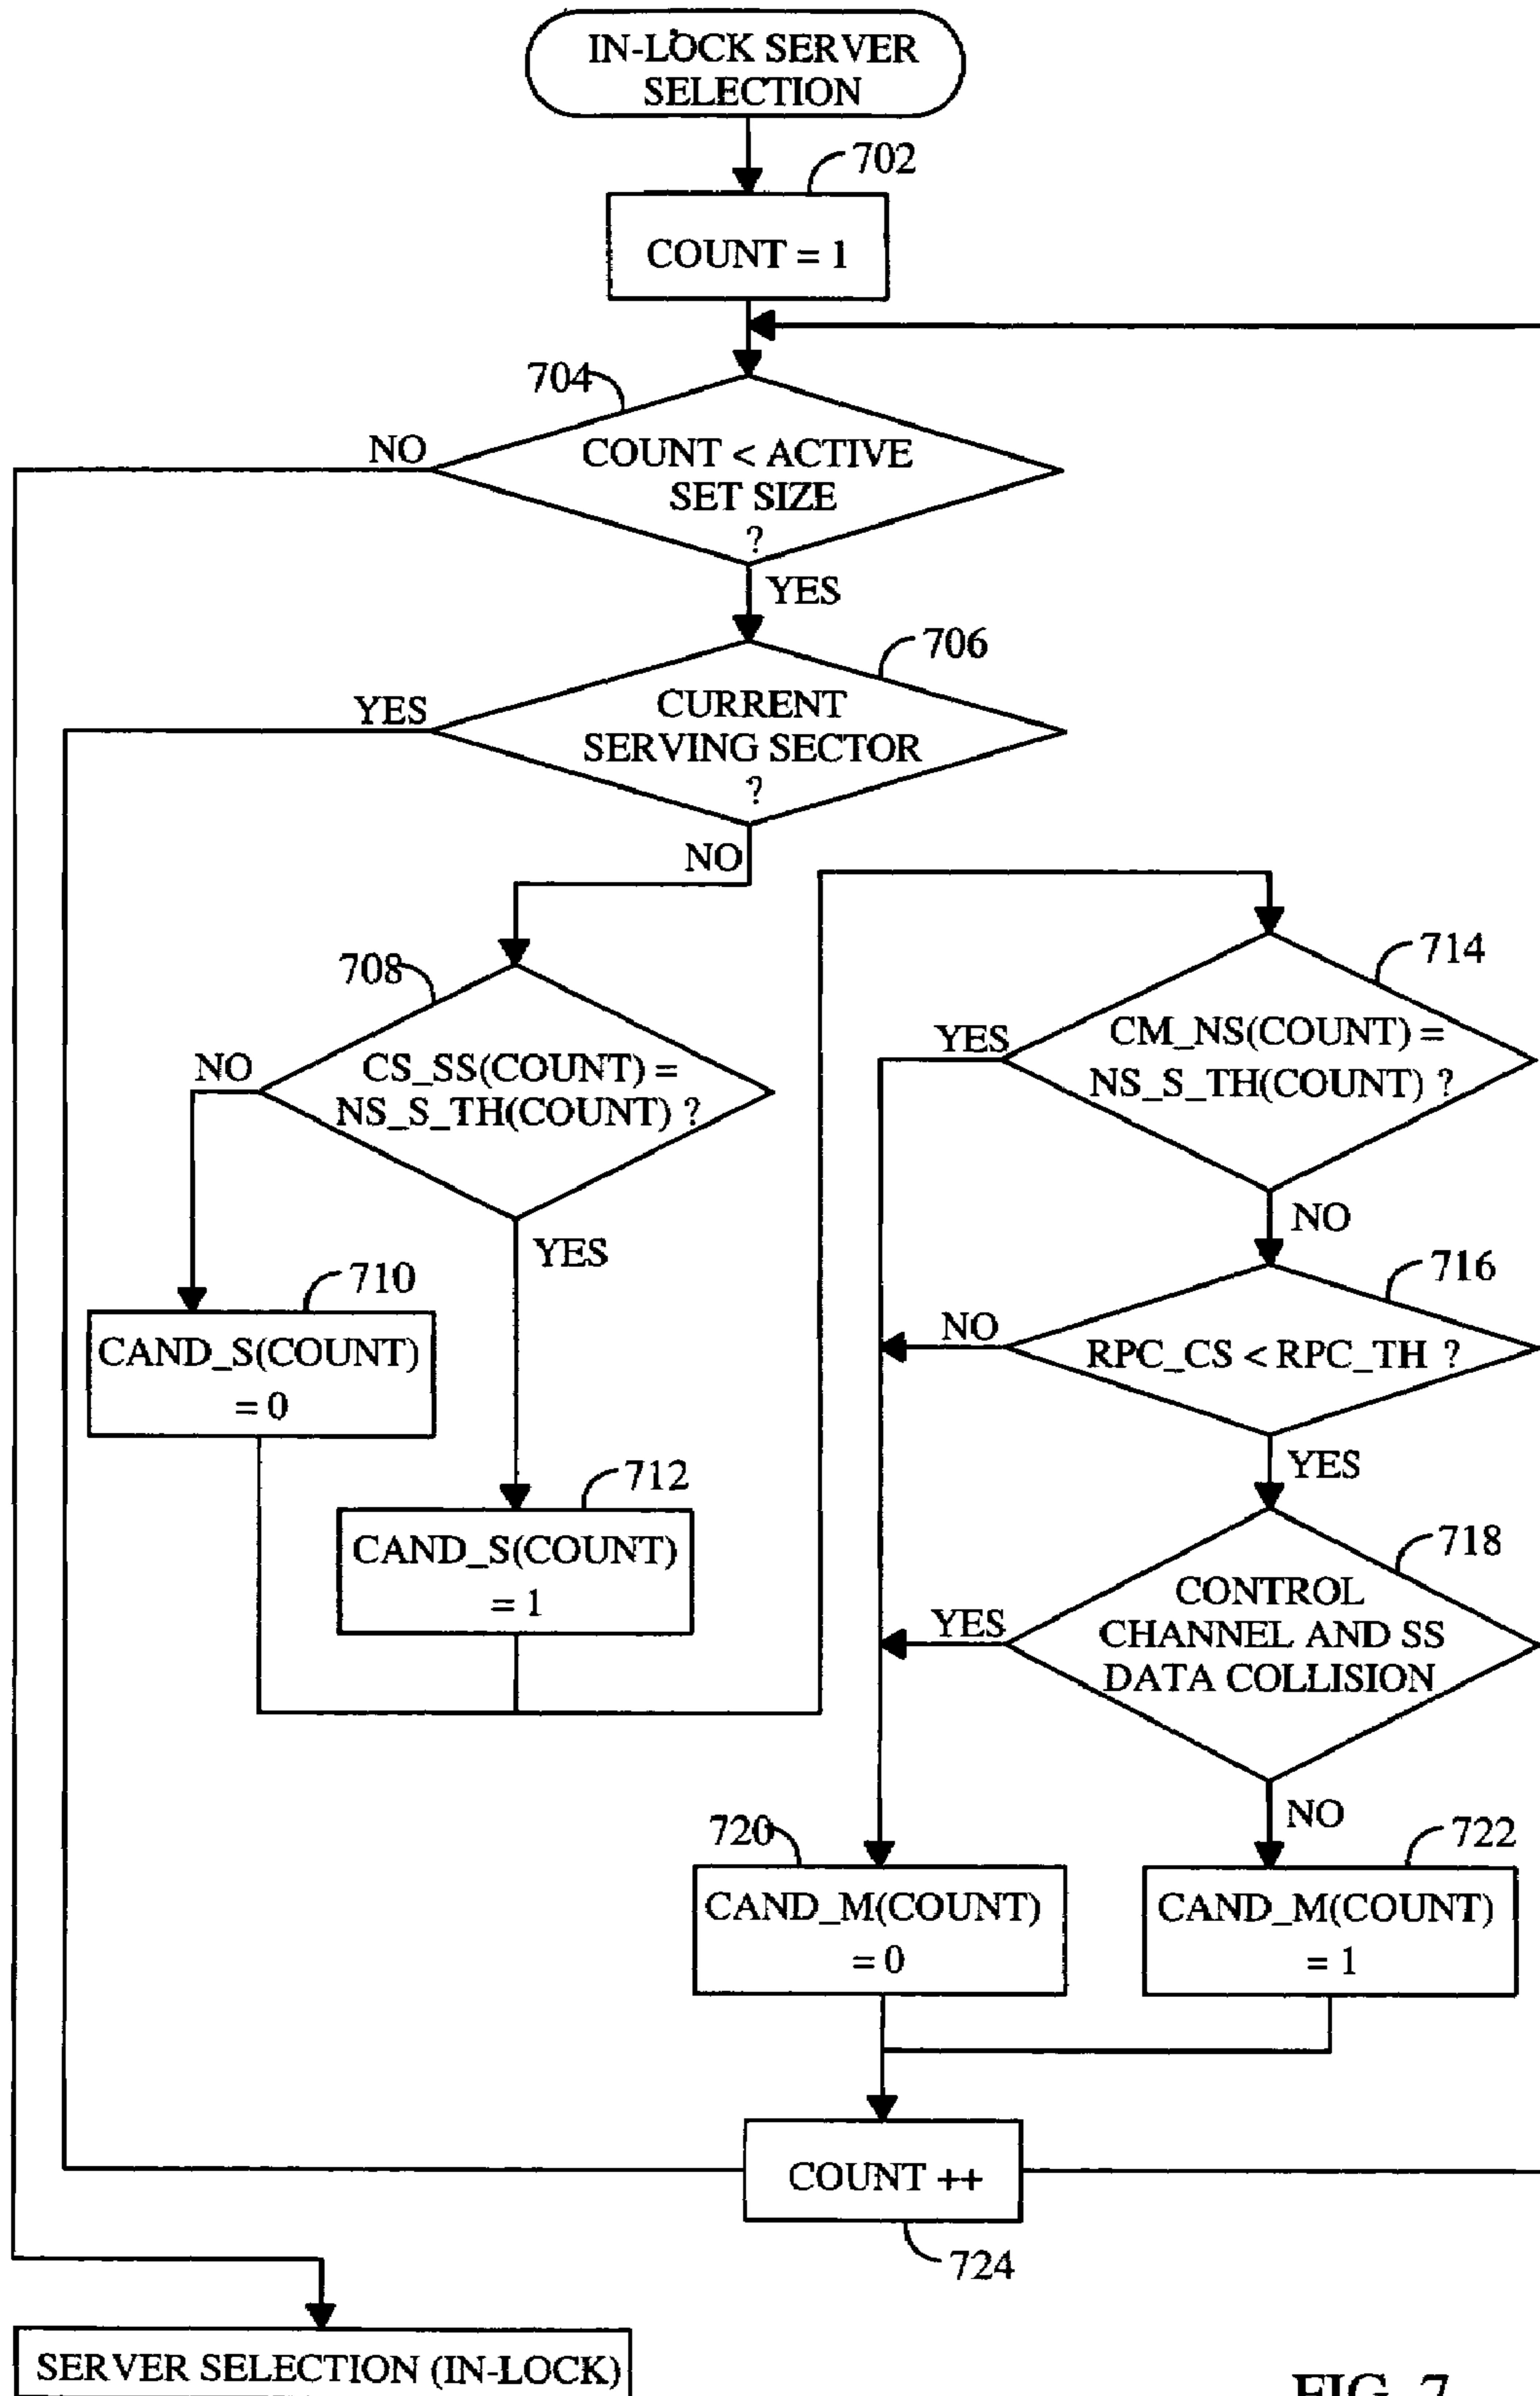 IN-LOCK SERVER
SELECTION
702
COUNT = 1
704
NO
COUNT < ACTIVE
SET SIZE
?
YES
706
YES
CURRENT
SERVING SECTOR
?
NO
708
NO
CS_SS(COUNT) =
NS_S_TH(COUNT) ?
YES
710
CAND_S(COUNT)
= 0
712
CAND_S(COUNT)
= 1
714
YES
CM_NS(COUNT) =
NS_S_TH(COUNT) ?
NO
716
NO
RPC_CS < RPC_TH ?
YES
718
YES
CONTROL
CHANNEL AND SS
DATA COLLISION
NO
720
CAND_M(COUNT)
= 0
722
CAND_M(COUNT)
= 1
COUNT ++
724
SERVER SELECTION (IN-LOCK)
FIG. 7